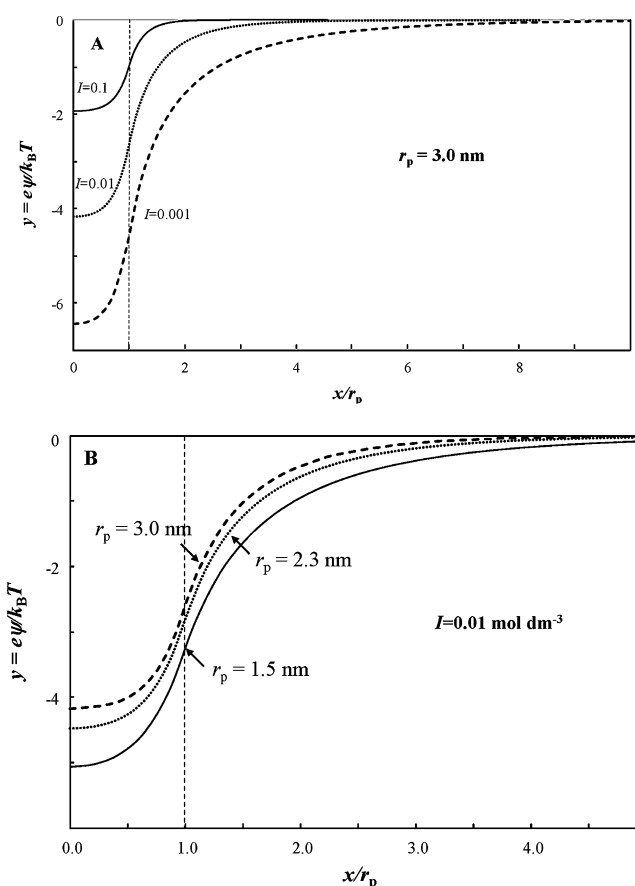 A
0
-2
-4
-6
y = eψ/k_BT
I=0.1
I=0.01
I=0.001
r_p = 3.0 nm
0 2 4 6 8
x/r_p
B
0
-2
-4
y = eψ/k_BT
r_p = 3.0 nm
r_p = 2.3 nm
r_p = 1.5 nm
I=0.01 mol dm⁻³
0.0 1.0 2.0 3.0 4.0
x/r_p